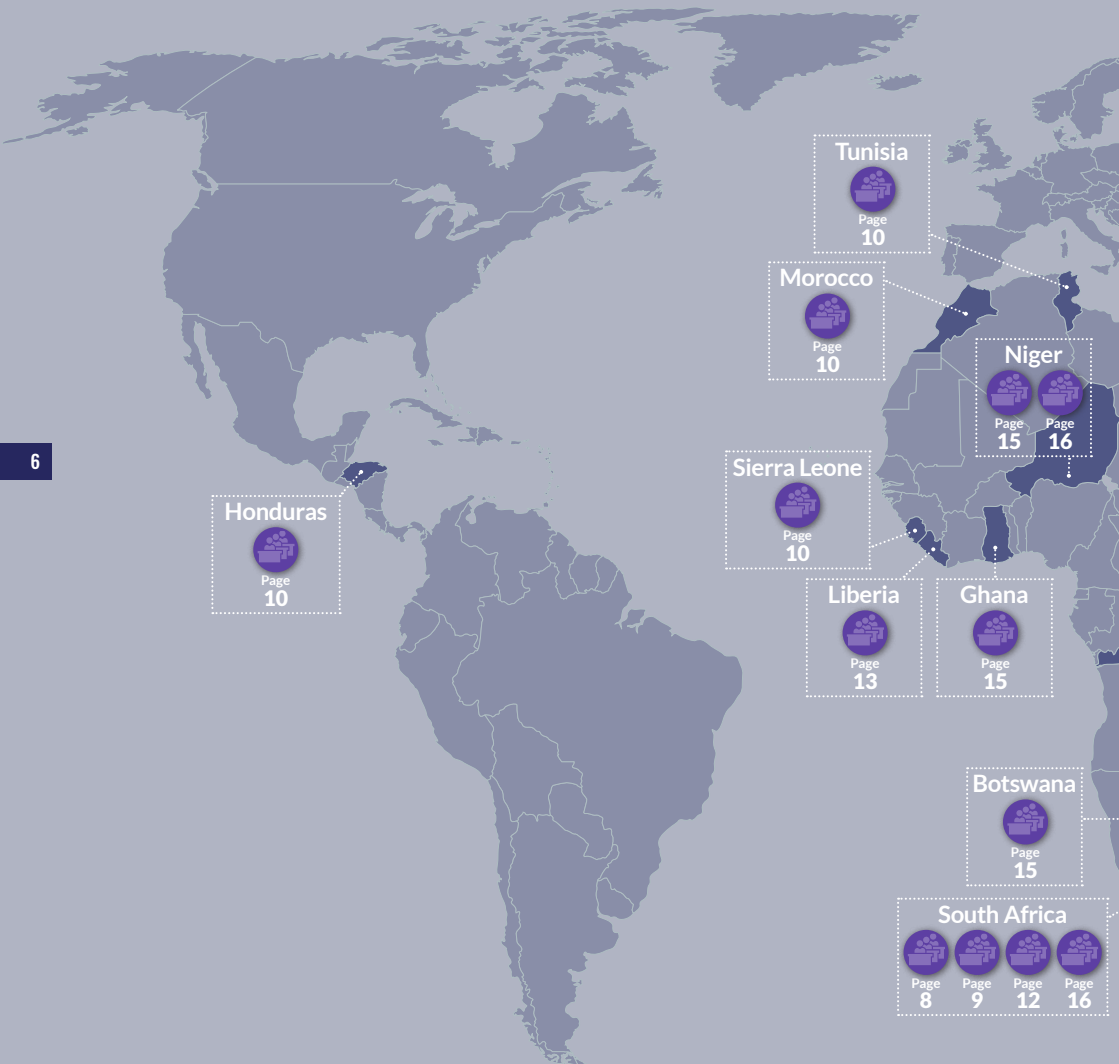 Tunisia
Page
10
Morocco
Page
10
Niger
Page Page
15 16
6
Sierra Leone
Page
10
Honduras
Page
10
Liberia
Page
13
Ghana
Page
15
Botswana
Page
15
South Africa
Page Page Page Page
8 9 12 16